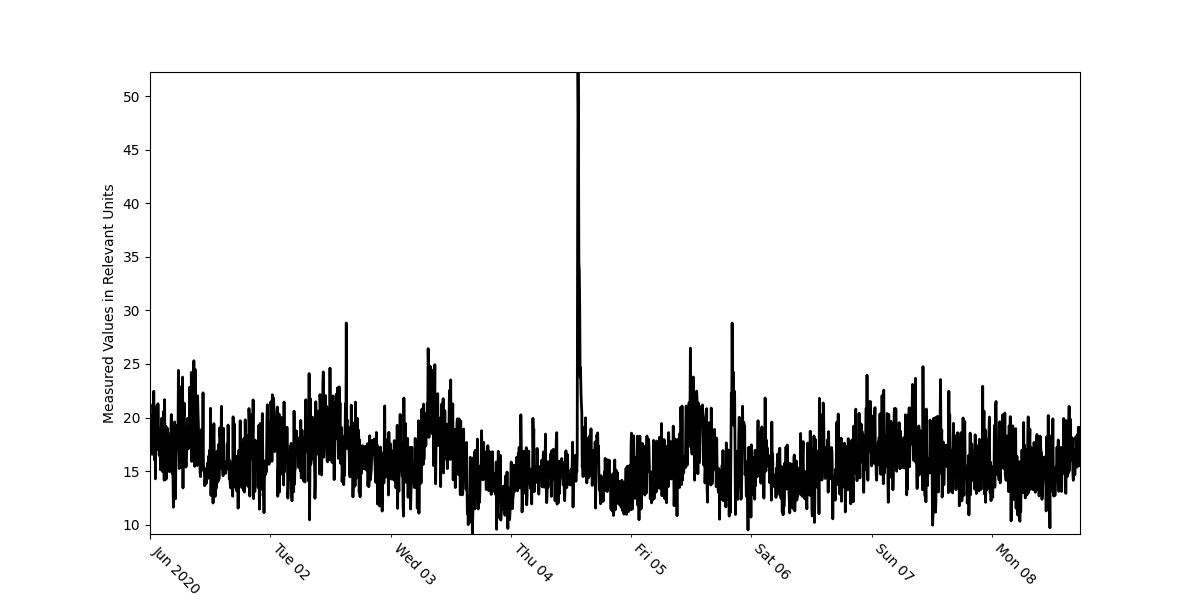 50
45
40
35
30
25
20
15
10
Measured Values in Relevant Units
Jun 2020
Tue 02
Wed 03
Thu 04
Fri 05
Sat 06
Sun 07
Mon 08